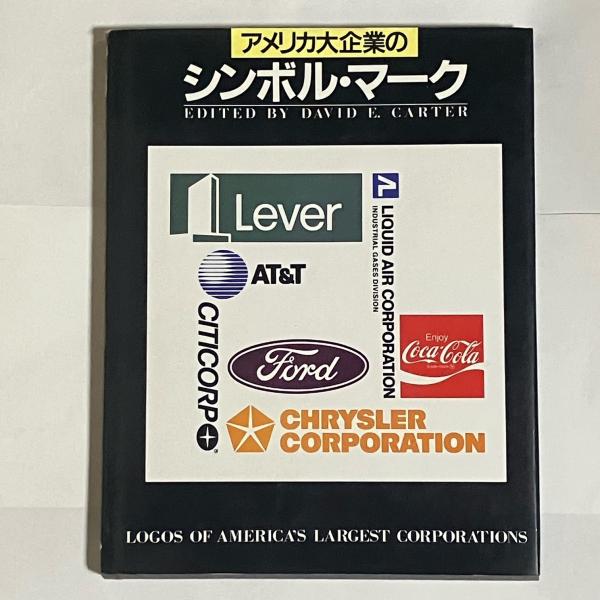 アメリカ大企業の
シンボル・マーク
EDITED BY DAVID E. CARTER
Lever
LIQUID AIR CORPORATION
INDUSTRIAL GASES DIVISION
AT&T
CITICORP
®
Enjoy
Coca-Cola
Ford
CHRYSLER
CORPORATION
LOGOS OF AMERICA'S LARGEST CORPORATIONS